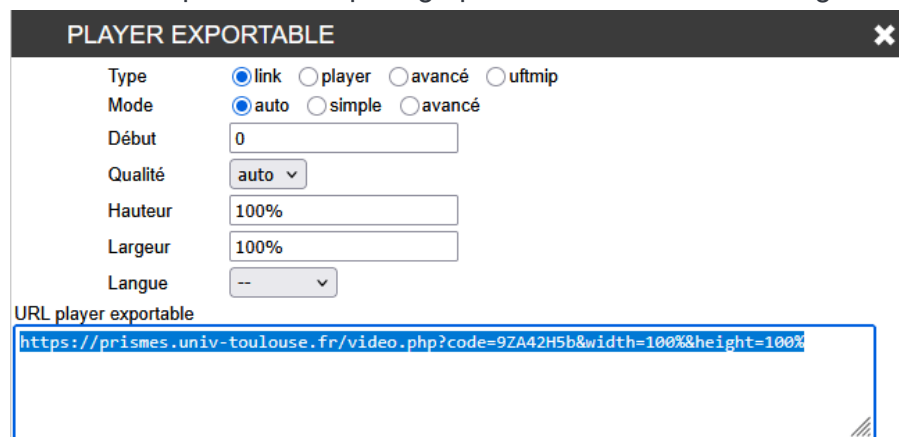 PLAYER EXPORTABLE
Type link player avancé uftmip
Mode auto simple avancé
Début 0
Qualité auto
Hauteur 100%
Largeur 100%
Langue --
URL player exportable
https://prismes.univ-toulouse.fr/video.php?code=9ZA42H5b&width=100%&height=100%